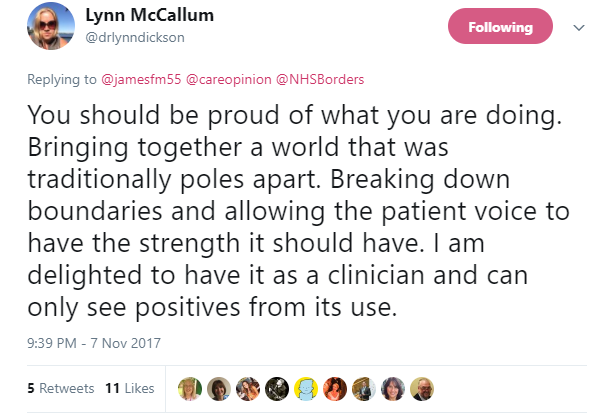 Lynn McCallum
@drlynndickson
Following
Replying to @jamesfm55 @careopinion @NHSBorders
You should be proud of what you are doing.
Bringing together a world that was
traditionally poles apart. Breaking down
boundaries and allowing the patient voice to
have the strength it should have. I am
delighted to have it as a clinician and can
only see positives from its use.
9:39 PM - 7 Nov 2017
5 Retweets 11 Likes